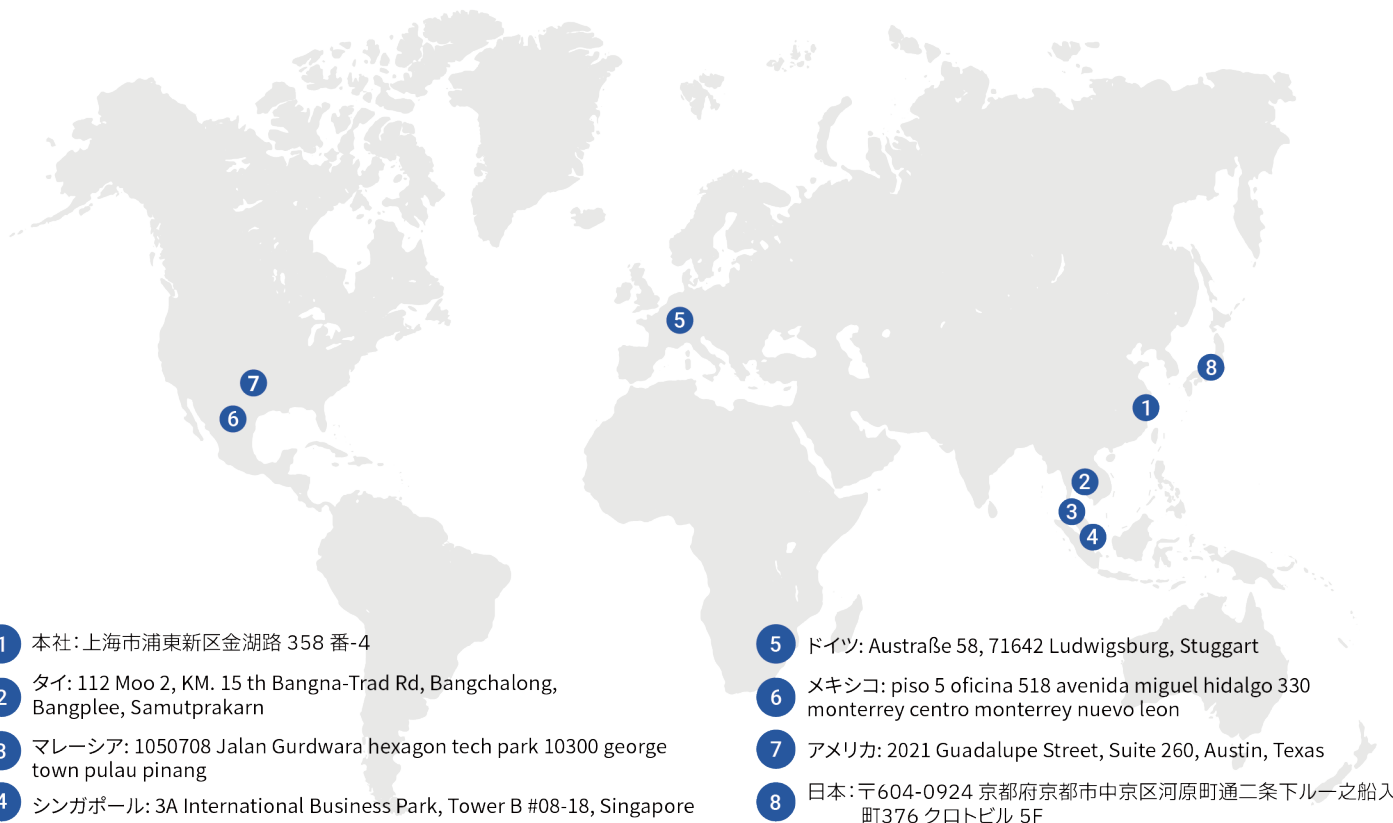 5
7
8
6
1
2
3
4
1 本社：上海市浦東新区金湖路 358 番-4
2 タイ: 112 Moo 2, KM. 15 th Bangna-Trad Rd, Bangchalong,
Bangplee, Samutprakarn
3 マレーシア: 1050708 Jalan Gurdwara hexagon tech park 10300 george
town pulau pinang
4 シンガポール: 3A International Business Park, Tower B #08-18, Singapore
5 ドイツ: Austraße 58, 71642 Ludwigsburg, Stuggart
6 メキシコ: piso 5 oficina 518 avenida miguel hidalgo 330
monterrey centro monterrey nuevo leon
7 アメリカ: 2021 Guadalupe Street, Suite 260, Austin, Texas
8 日本：〒604-0924 京都府京都市中京区河原町通二条下ル一之船入
町376 クロトビル 5F